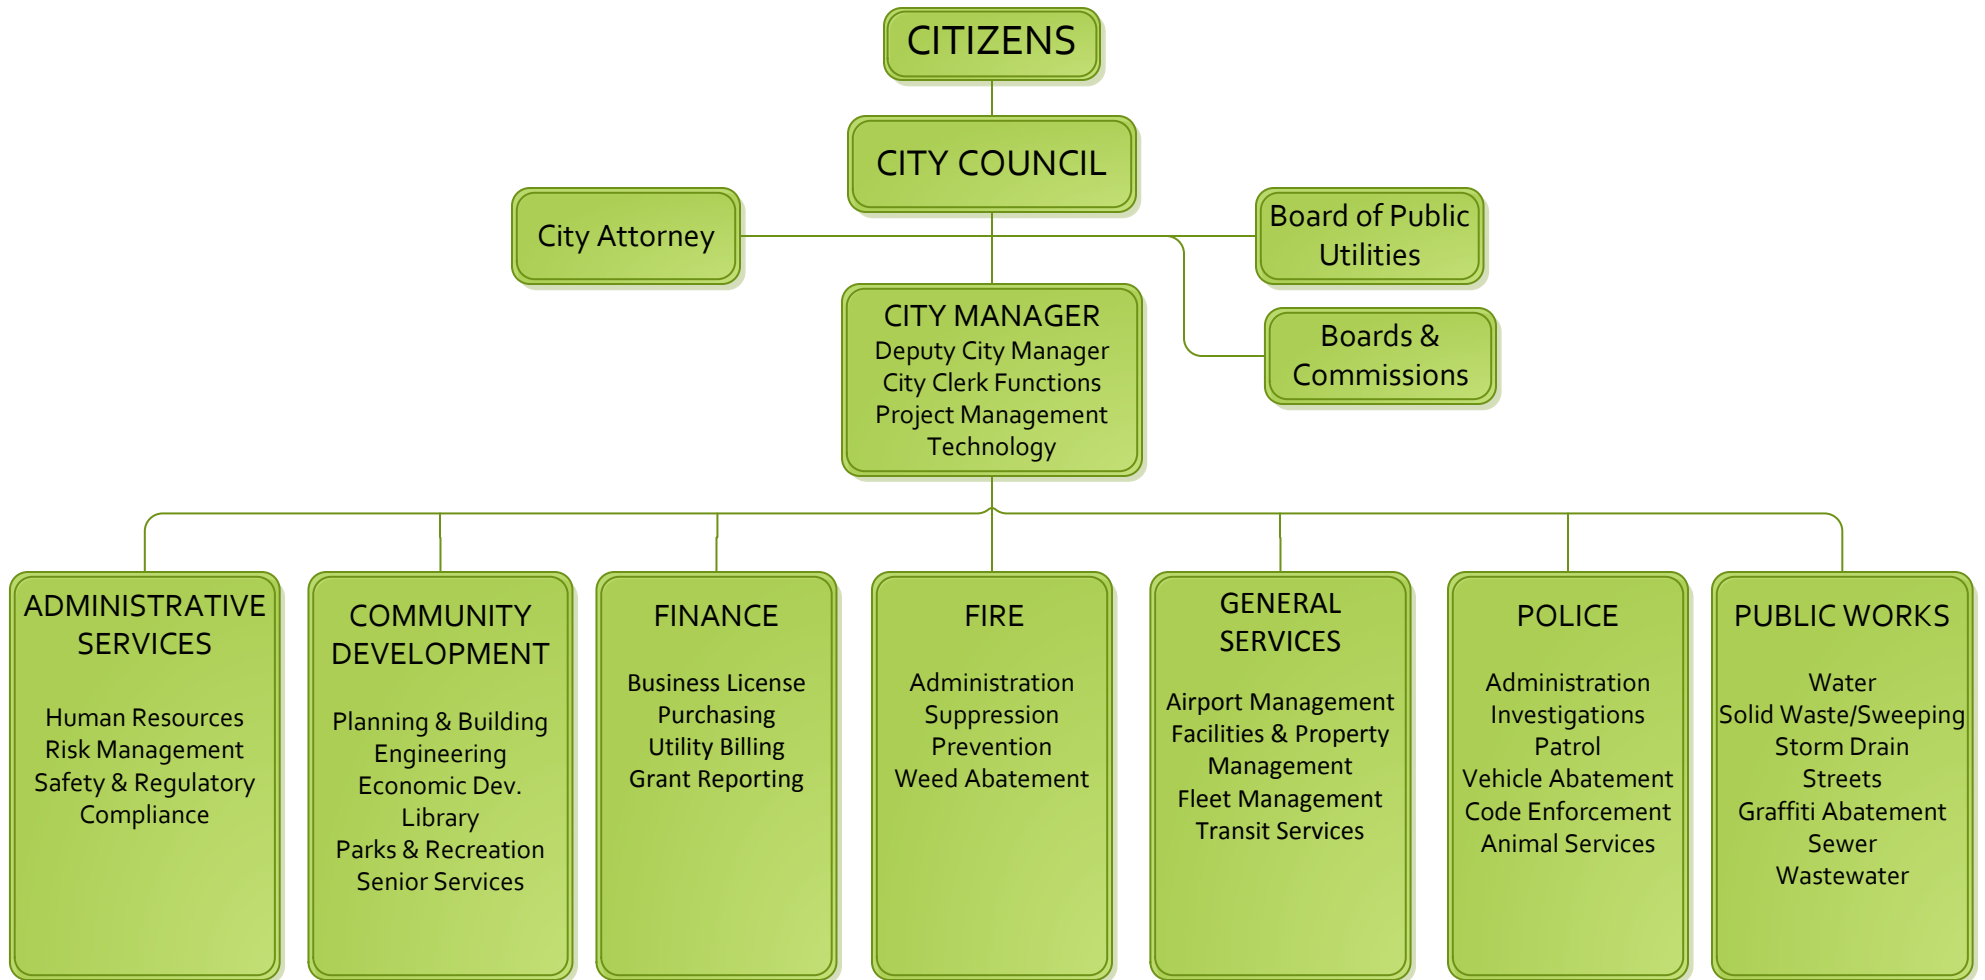 CITIZENS
CITY COUNCIL
City Attorney
Board of Public
Utilities
CITY MANAGER
Deputy City Manager
City Clerk Functions
Project Management
Technology
Boards &
Commissions
ADMINISTRATIVE
SERVICES
Human Resources
Risk Management
Safety & Regulatory
Compliance
COMMUNITY
DEVELOPMENT
Planning & Building
Engineering
Economic Dev.
Library
Parks & Recreation
Senior Services
FINANCE
Business License
Purchasing
Utility Billing
Grant Reporting
FIRE
Administration
Suppression
Prevention
Weed Abatement
GENERAL
SERVICES
Airport Management
Facilities & Property
Management
Fleet Management
Transit Services
POLICE
Administration
Investigations
Patrol
Vehicle Abatement
Code Enforcement
Animal Services
PUBLIC WORKS
Water
Solid Waste/Sweeping
Storm Drain
Streets
Graffiti Abatement
Sewer
Wastewater